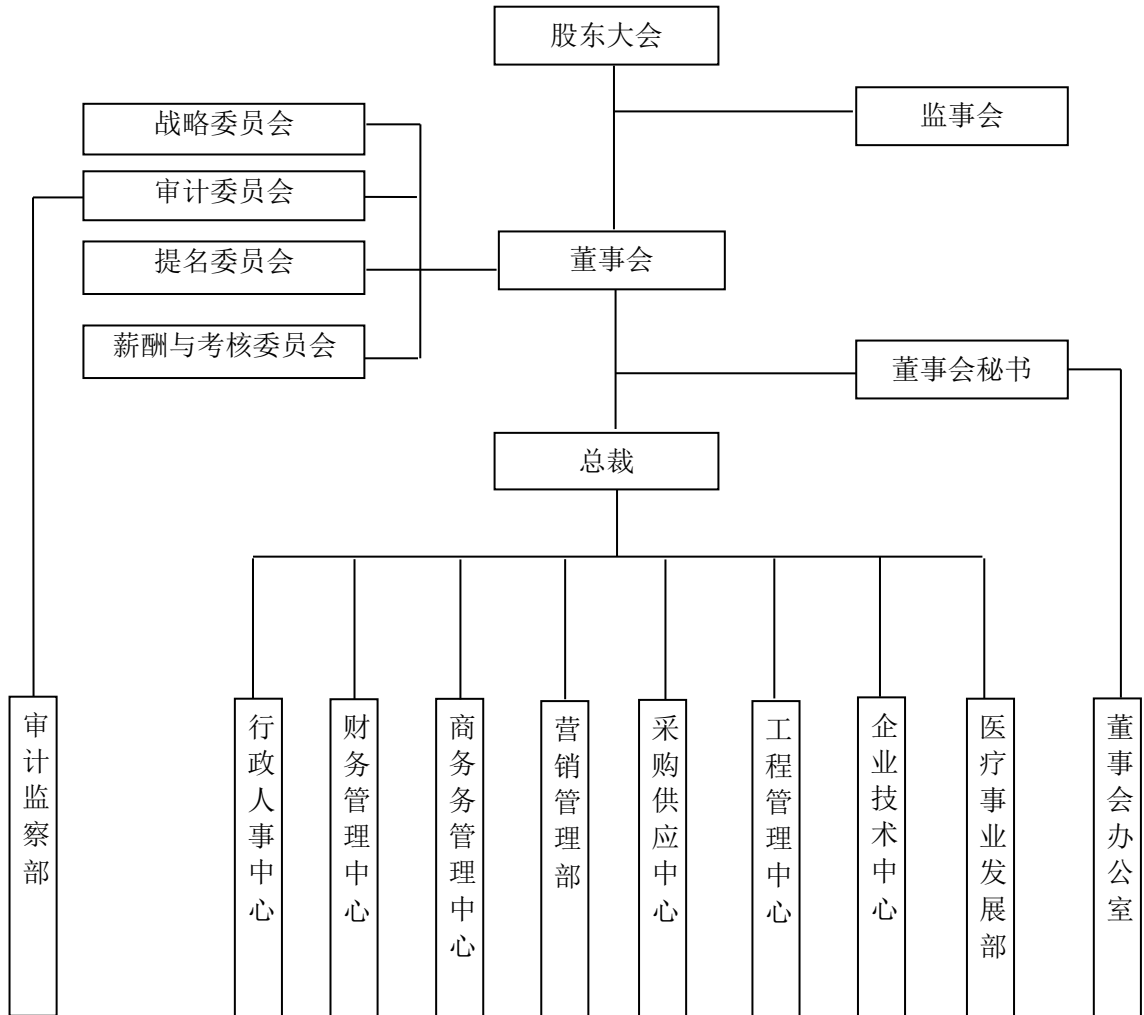 股东大会
监事会
战略委员会
审计委员会
提名委员会
董事会
薪酬与考核委员会
董事会秘书
总裁
审计监察部
行政人事中心
财务管理中心
商务务管理中心
营销管理部
采购供应中心
工程管理中心
企业技术中心
医疗事业发展部
董事会办公室